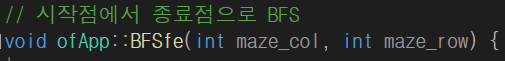 // 시작점에서 종료점으로 BFS
void ofApp::BFSfe(int maze_col, int maze_row) {